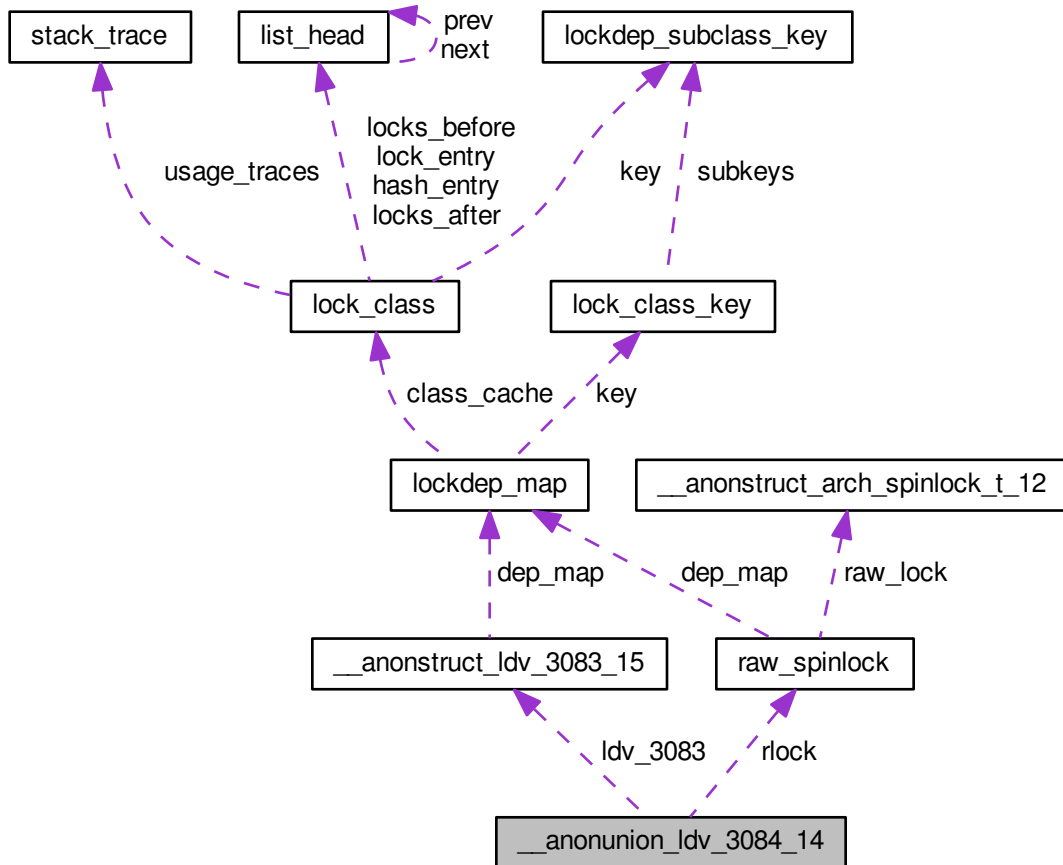 stack_trace
list_head
prev
next
lockdep_subclass_key
usage_traces
locks_before
lock_entry
hash_entry
locks_after
key
subkeys
lock_class
lock_class_key
class_cache
key
lockdep_map
__anonstruct_arch_spinlock_t_12
dep_map
dep_map
raw_lock
__anonstruct_ldv_3083_15
raw_spinlock
ldv_3083
rlock
__anonunion_ldv_3084_14